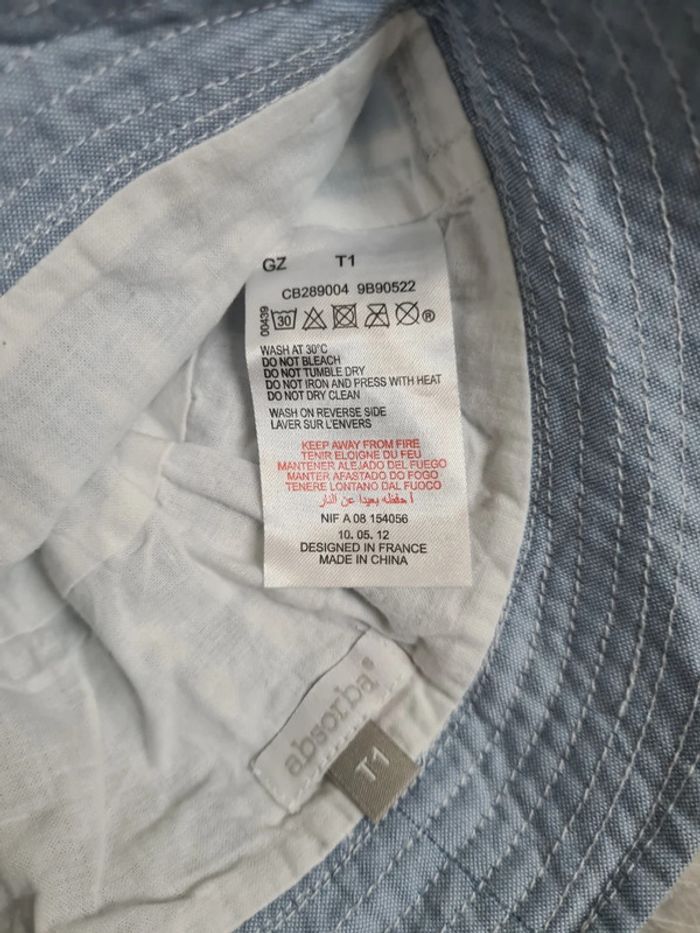 GZ T1
CB289004 9B90522
00439
30
®
WASH AT 30°C
DO NOT BLEACH
DO NOT TUMBLE DRY
DO NOT IRON AND PRESS WITH HEAT
DO NOT DRY CLEAN
WASH ON REVERSE SIDE
LAVER SUR L'ENVERS
KEEP AWAY FROM FIRE
TENIR ELOIGNE DU FEU
MANTENER ALEJADO DEL FUEGO
MANTER AFASTADO DO FOGO
TENERE LONTANO DAL FUOCO
أحفظه بعيدا عن النار
NIF A 08 154056
10. 05. 12
DESIGNED IN FRANCE
MADE IN CHINA
absorba®
T1